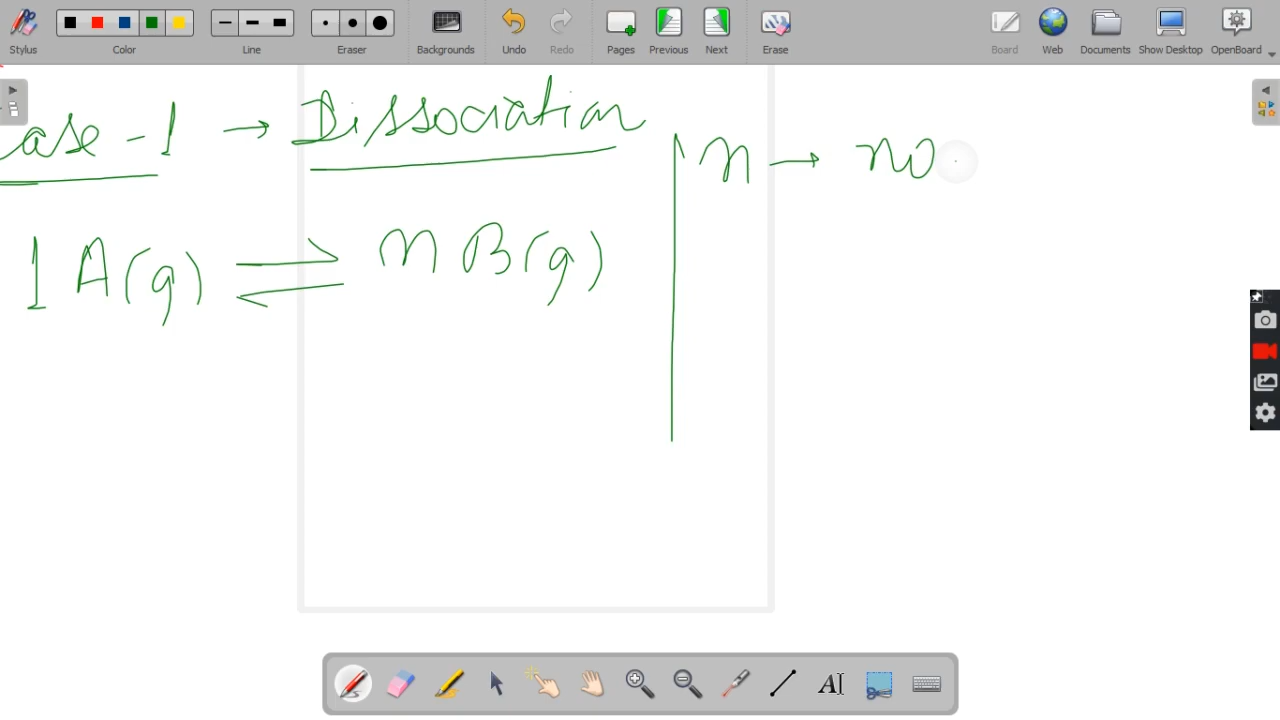 Stylus
Color
Line
Eraser
Backgrounds
Undo
Redo
Pages
Previous
Next
Erase
Board
Web
Documents
Show Desktop
OpenBoard
ase - 1 → Dissociation
n → no
1 A(g) ⇌ n B(g)
AI